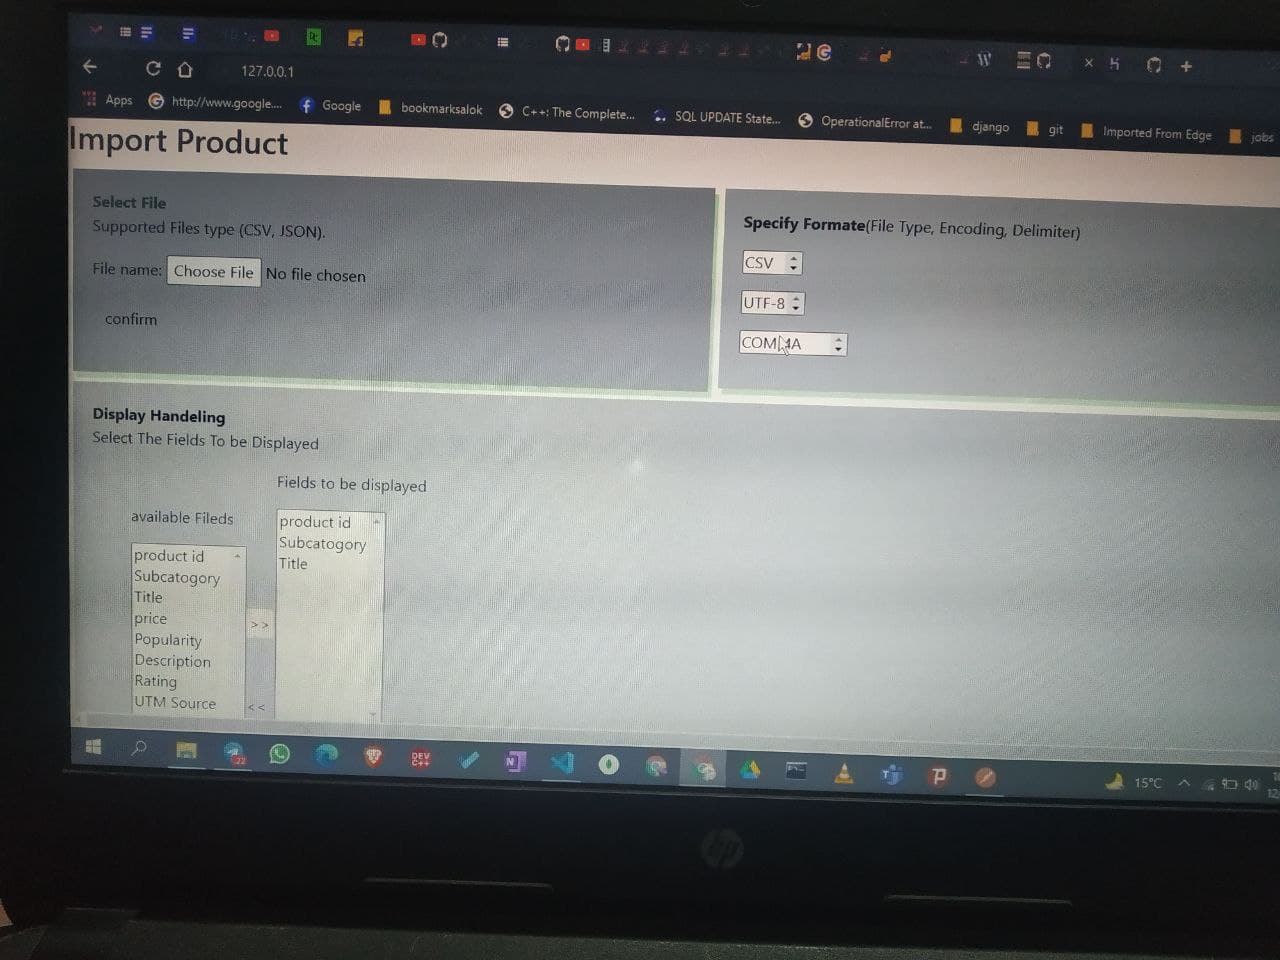 127.0.0.1
Apps http://www.google.... Google bookmarksalok C++: The Complete... SQL UPDATE State... OperationalError at... django git Imported From Edge jobs
Import Product
Select File
Supported Files type (CSV, JSON).
File name: Choose File No file chosen
confirm
Specify Formate(File Type, Encoding, Delimiter)
CSV
UTF-8
COMMA
Display Handeling
Select The Fields To be Displayed
available Fileds
product id
Subcatogory
Title
price
Popularity
Description
Rating
UTM Source
>>
<<
Fields to be displayed
product id
Subcatogory
Title
DEV
C++
15°C
hp